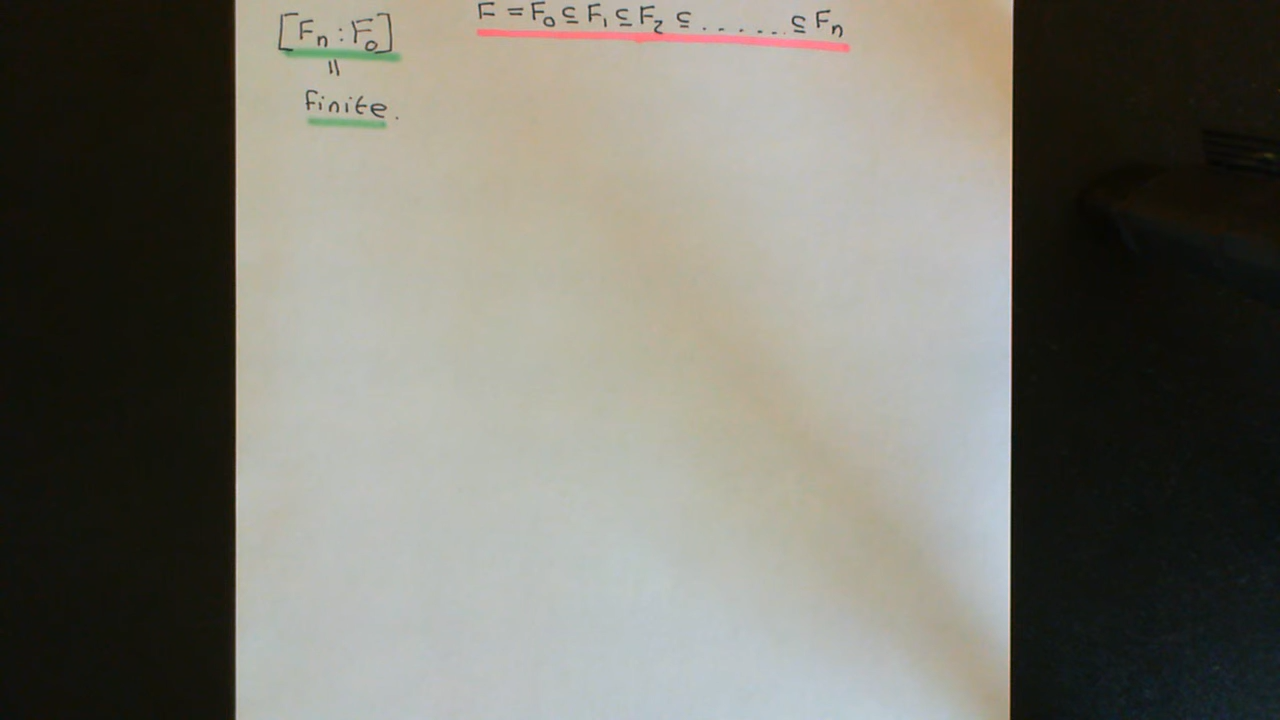 [Fₙ : F₀]
F = F₀ ⊆ F₁ ⊆ F₂ ⊆ . . . . . . ⊆ Fₙ
=
finite.